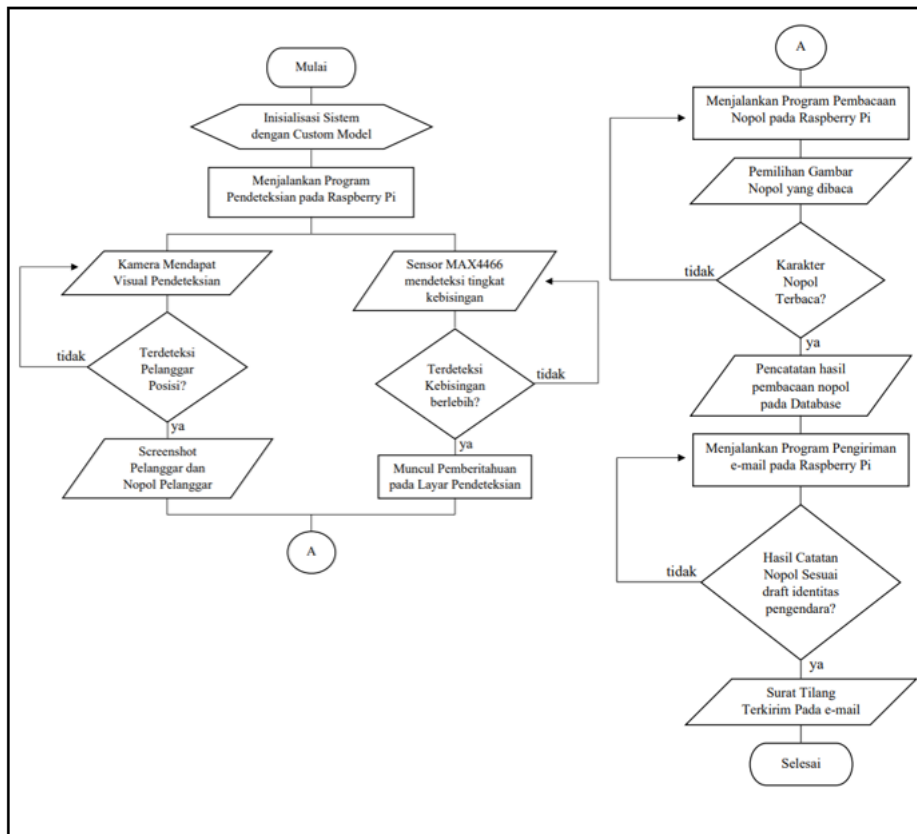 Mulai
Inisialisasi Sistem
dengan Custom Model
Menjalankan Program
Pendeteksian pada Raspberry Pi
Kamera Mendapat
Visual Pendeteksian
tidak
Terdeteksi
Pelanggar
Posisi?
ya
Screenshot
Pelanggar dan
Nopol Pelanggar
Sensor MAX4466
mendeteksi tingkat
kebisingan
Terdeteksi
Kebisingan
berlebih?
tidak
ya
Muncul Pemberitahuan
pada Layar Pendeteksian
A
A
Menjalankan Program Pembacaan
Nopol pada Raspberry Pi
Pemilihan Gambar
Nopol yang dibaca
tidak
Karakter
Nopol
Terbaca?
ya
Pencatatan hasil
pembacaan nopol
pada Database
Menjalankan Program Pengiriman
e-mail pada Raspberry Pi
tidak
Hasil Catatan
Nopol Sesuai
draft identitas
pengendara?
ya
Surat Tilang
Terkirim Pada e-mail
Selesai